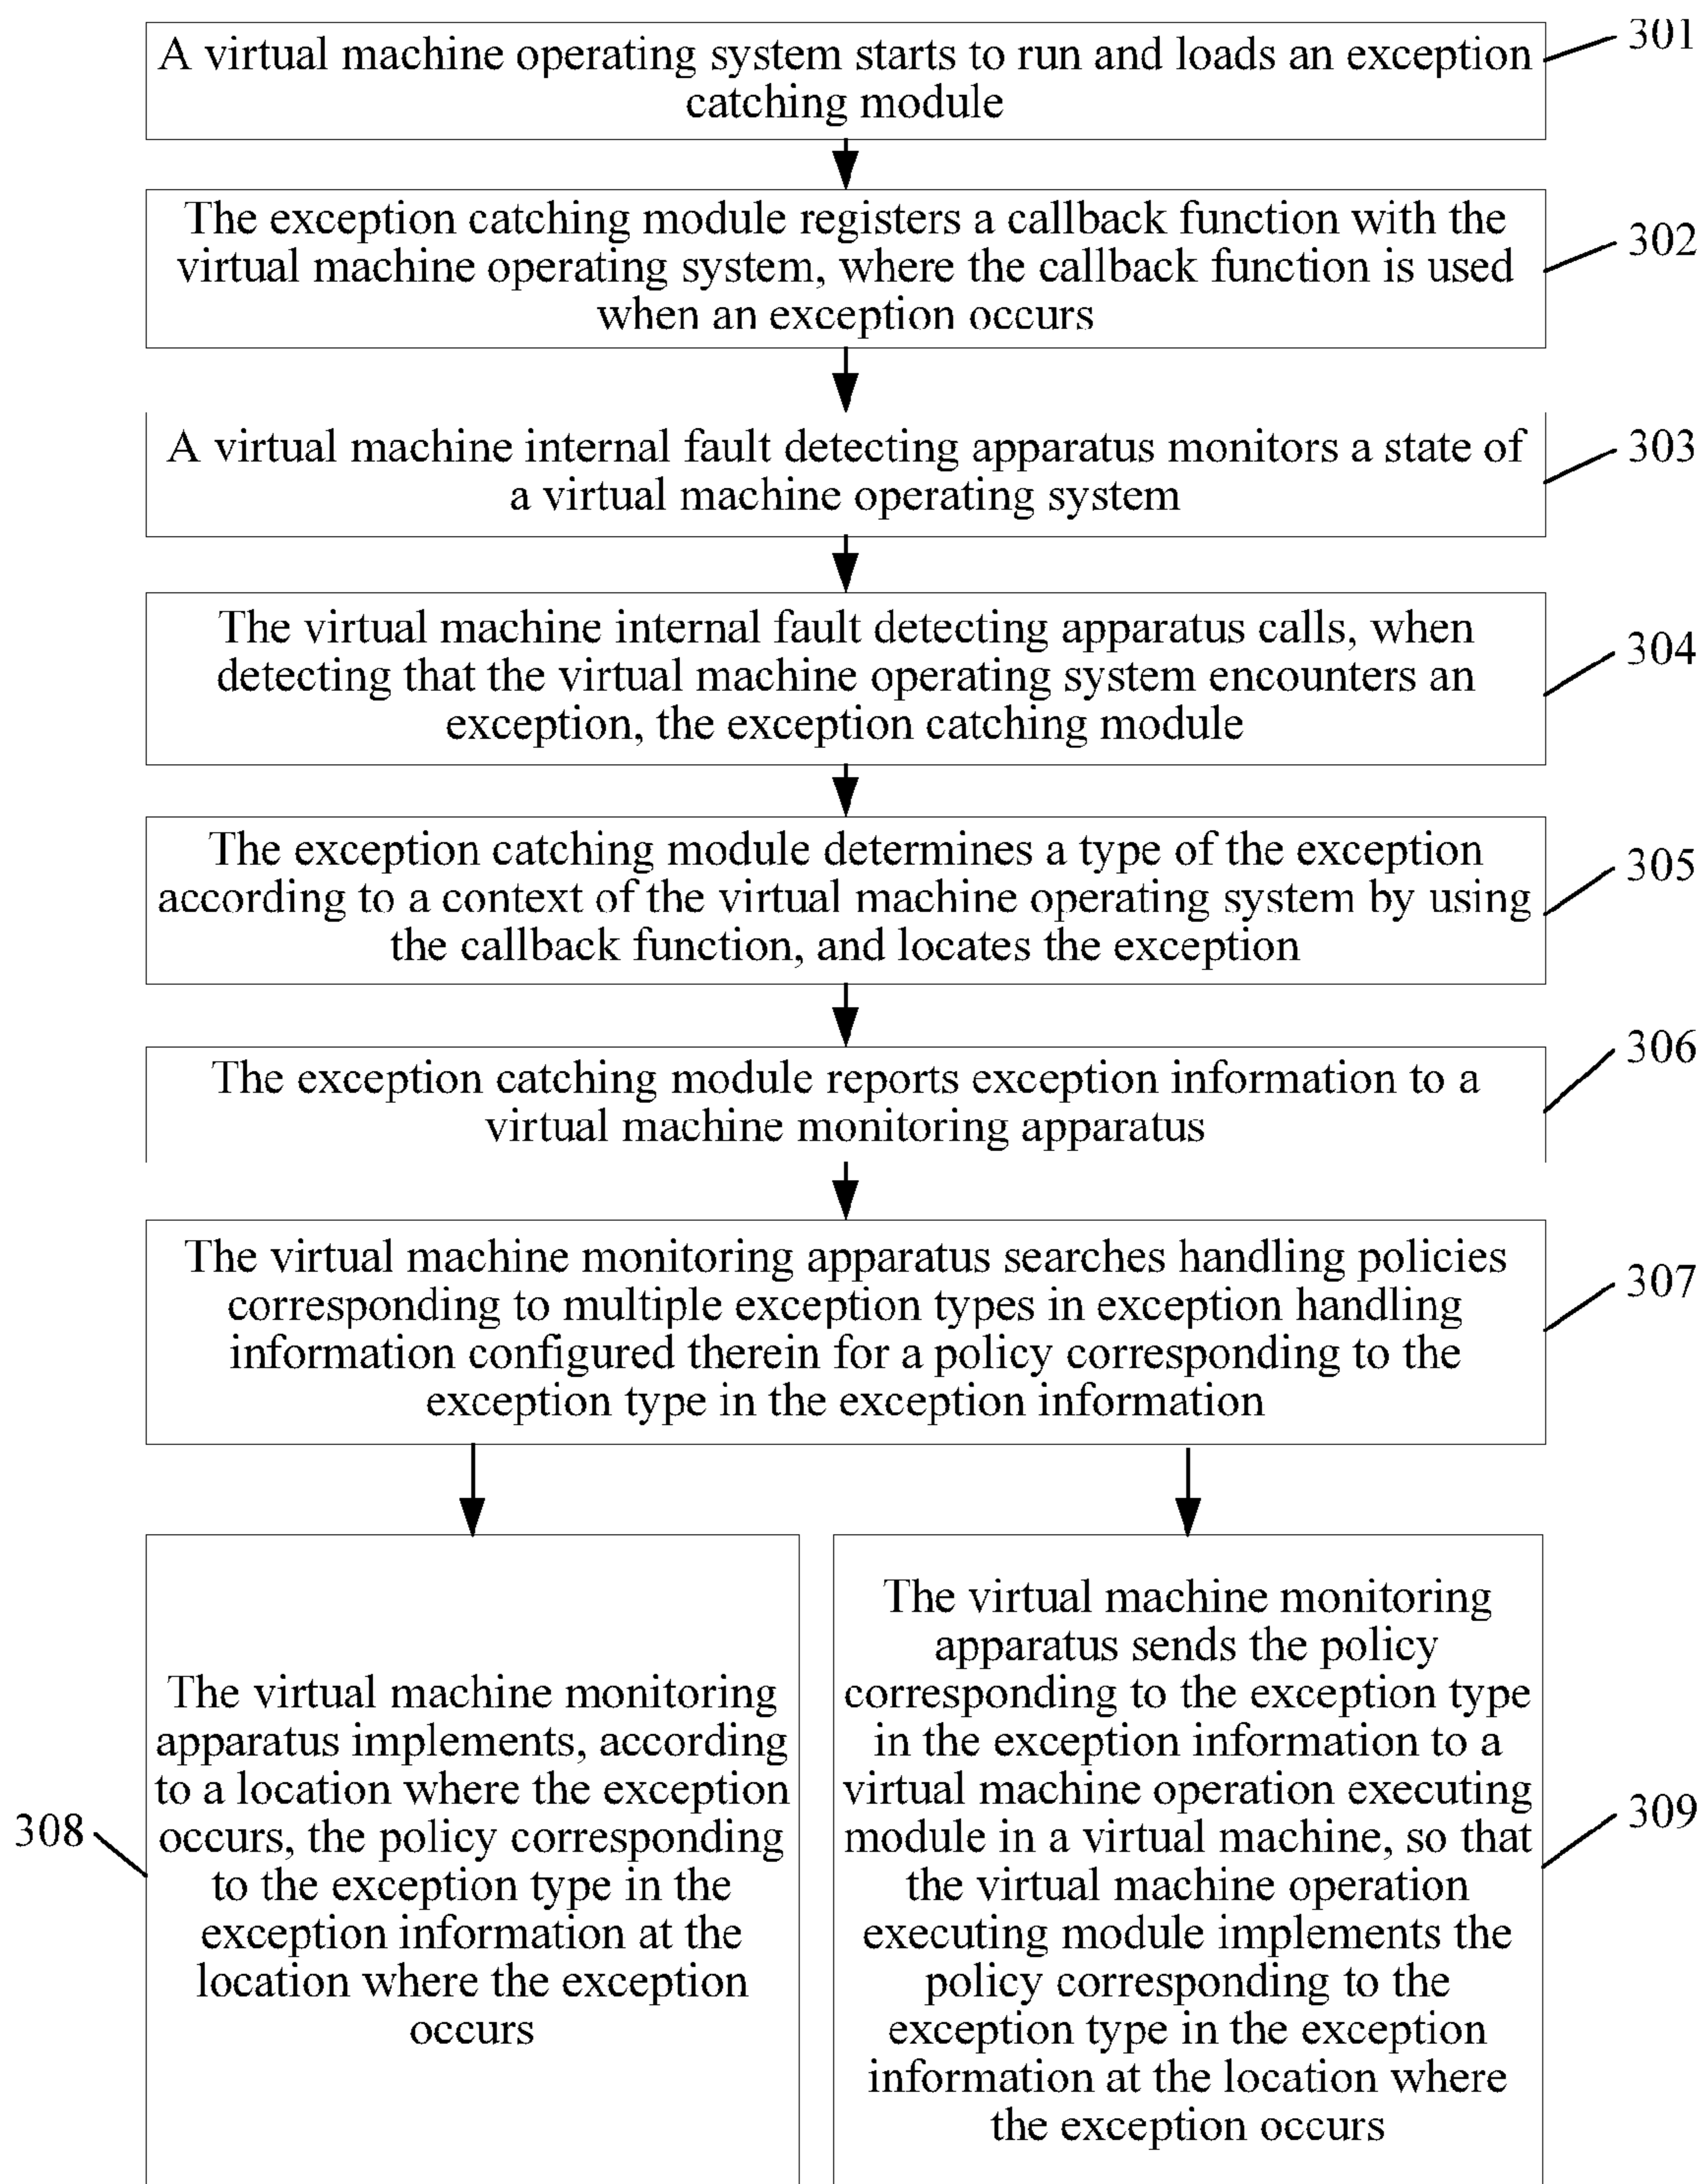 A virtual machine operating system starts to run and loads an exception
catching module
301
The exception catching module registers a callback function with the
virtual machine operating system, where the callback function is used
when an exception occurs
302
A virtual machine internal fault detecting apparatus monitors a state of
a virtual machine operating system
303
The virtual machine internal fault detecting apparatus calls, when
detecting that the virtual machine operating system encounters an
exception, the exception catching module
304
The exception catching module determines a type of the exception
according to a context of the virtual machine operating system by using
the callback function, and locates the exception
305
The exception catching module reports exception information to a
virtual machine monitoring apparatus
306
The virtual machine monitoring apparatus searches handling policies
corresponding to multiple exception types in exception handling
information configured therein for a policy corresponding to the
exception type in the exception information
307
308
The virtual machine monitoring
apparatus implements, according
to a location where the exception
occurs, the policy corresponding
to the exception type in the
exception information at the
location where the exception
occurs
The virtual machine monitoring
apparatus sends the policy
corresponding to the exception type
in the exception information to a
virtual machine operation executing
module in a virtual machine, so that
the virtual machine operation
executing module implements the
policy corresponding to the
exception type in the exception
information at the location where
the exception occurs
309